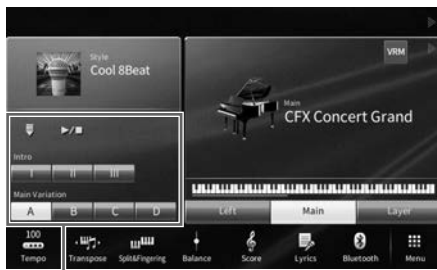 Style
Cool 8Beat
VRM
Main
CFX Concert Grand
Intro
I II III
Main Variation
A B C D
Left Main Layer
100
Tempo Transpose Split&Fingering Balance Score Lyrics Bluetooth Menu